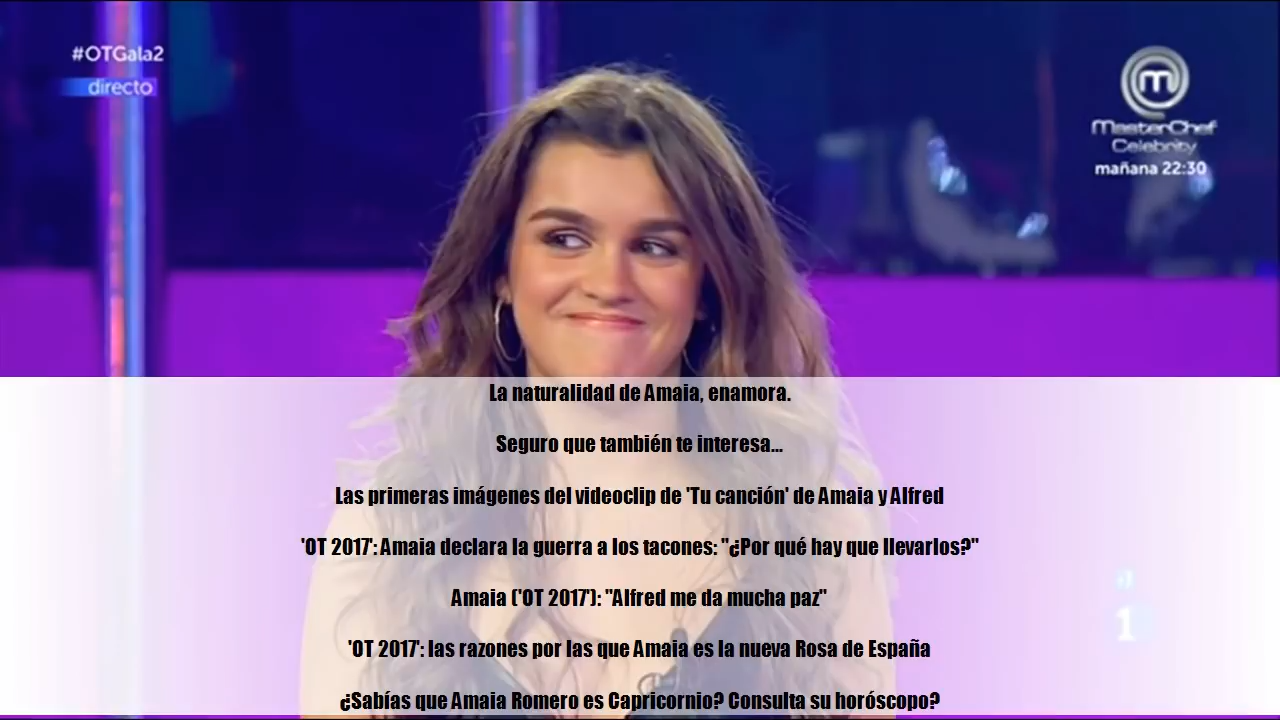 #OTGala2
directo
MasterChef
Celebrity
mañana 22:30
La naturalidad de Amaia, enamora.
Seguro que también te interesa...
Las primeras imágenes del videoclip de 'Tu canción' de Amaia y Alfred
'OT 2017': Amaia declara la guerra a los tacones: "¿Por qué hay que llevarlos?"
Amaia ('OT 2017'): "Alfred me da mucha paz"
1
'OT 2017': las razones por las que Amaia es la nueva Rosa de España
¿Sabías que Amaia Romero es Capricornio? Consulta su horóscopo?